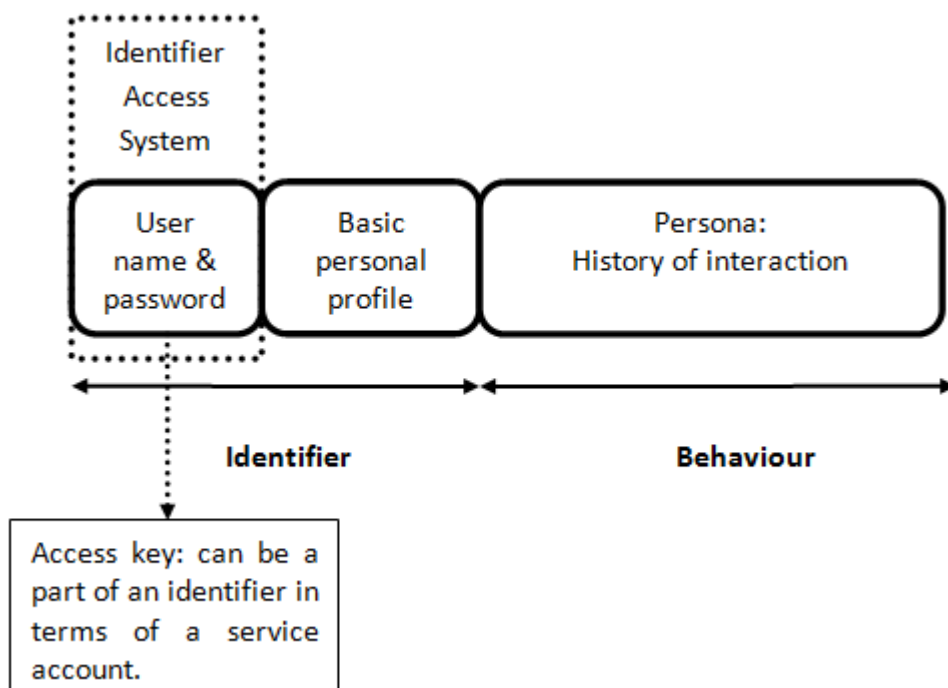 Identifier
Access
System
User
name &
password
Basic
personal
profile
Persona:
History of interaction
Identifier
Behaviour
Access key: can be a
part of an identifier in
terms of a service
account.